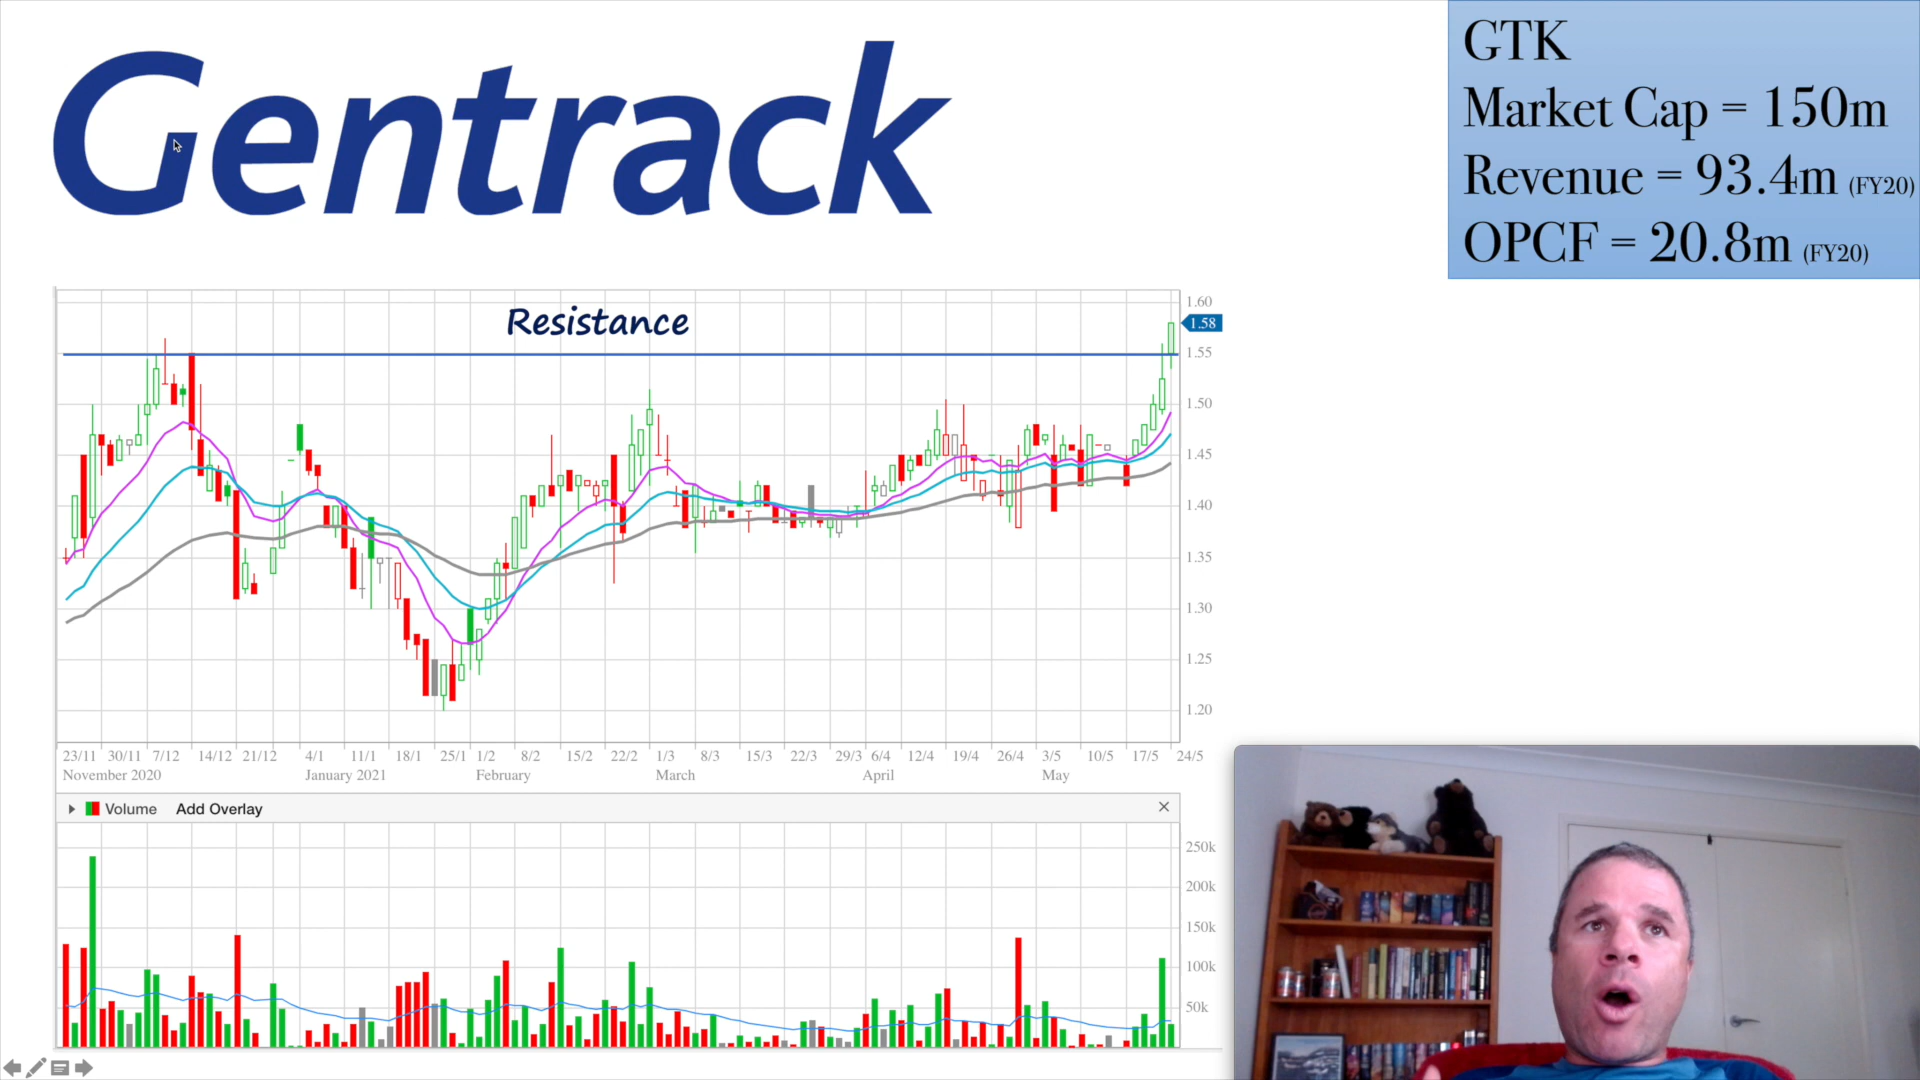 Gentrack
GTK
Market Cap = 150m
Revenue = 93.4m (FY20)
OPCF = 20.8m (FY20)
Resistance
1.60
1.58
1.55
1.50
1.45
1.40
1.35
1.30
1.25
1.20
23/11 30/11 7/12 14/12 21/12 4/1 11/1 18/1 25/1 1/2 8/2 15/2 22/2 1/3 8/3 15/3 22/3 29/3 6/4 12/4 19/4 26/4 3/5 10/5 17/5 24/5
November 2020 January 2021 February March April May
Volume Add Overlay
250k
200k
150k
100k
50k